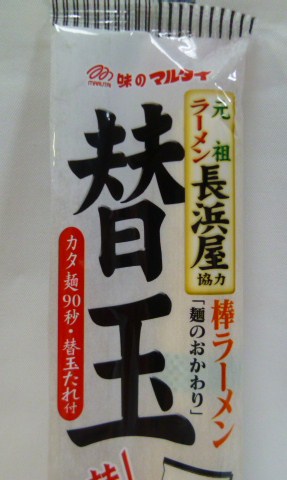 MARUTAI
味のマルタイ
元祖
ラーメン
長浜屋
協力
棒ラーメン
「麺のおかわり」
替玉
カタ麺90秒・替玉たれ付